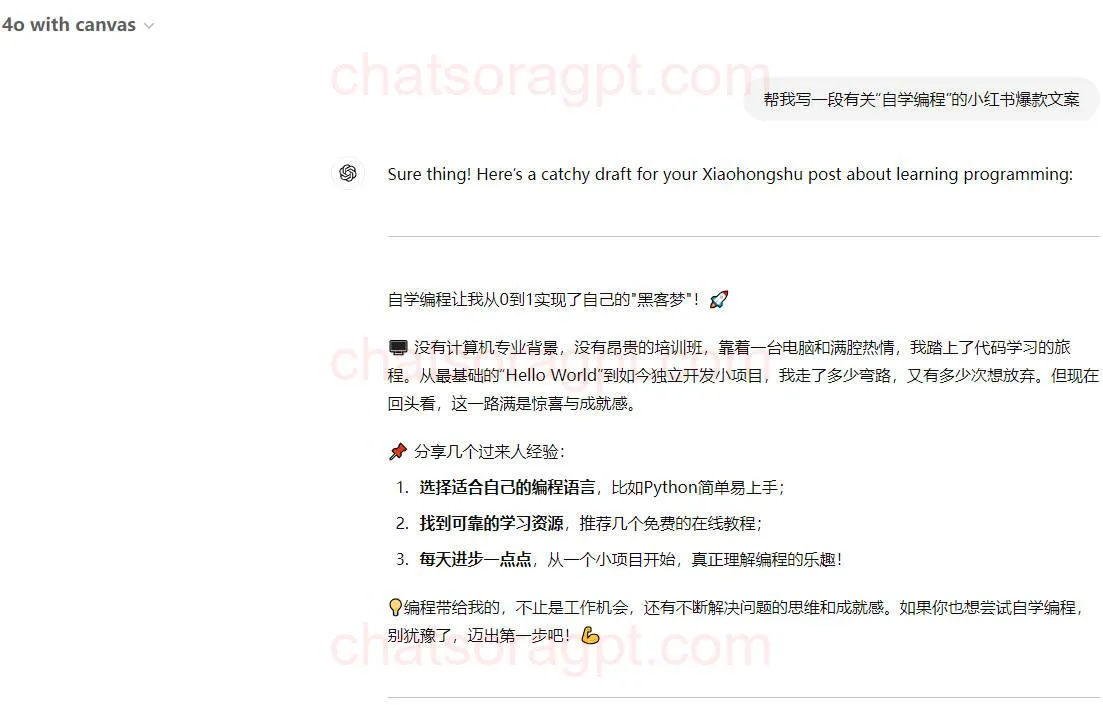 4o with canvas
chatsoragpt.com
帮我写一段有关“自学编程”的小红书爆款文案
Sure thing! Here's a catchy draft for your Xiaohongshu post about learning programming:
自学编程让我从0到1实现了自己的"黑客梦"！🚀
🖥️ 没有计算机专业背景，没有昂贵的培训班，靠着一台电脑和满腔热情，我踏上了代码学习的旅
chatsoragpt.com
程。从最基础的“Hello World”到如今独立开发小项目，我走了多少弯路，又有多少次想放弃。但现在
回头看，这一路满是惊喜与成就感。
📌 分享几个过来人经验：
1. 选择适合自己的编程语言，比如Python简单易上手；
2. 找到可靠的学习资源，推荐几个免费的在线教程；
3. 每天进步一点点，从一个小项目开始，真正理解编程的乐趣！
💡编程带给我的，不止是工作机会，还有不断解决问题的思维和成就感。如果你也想尝试自学编程，
别犹豫了，迈出第一步吧！💪
chatsoragpt.com